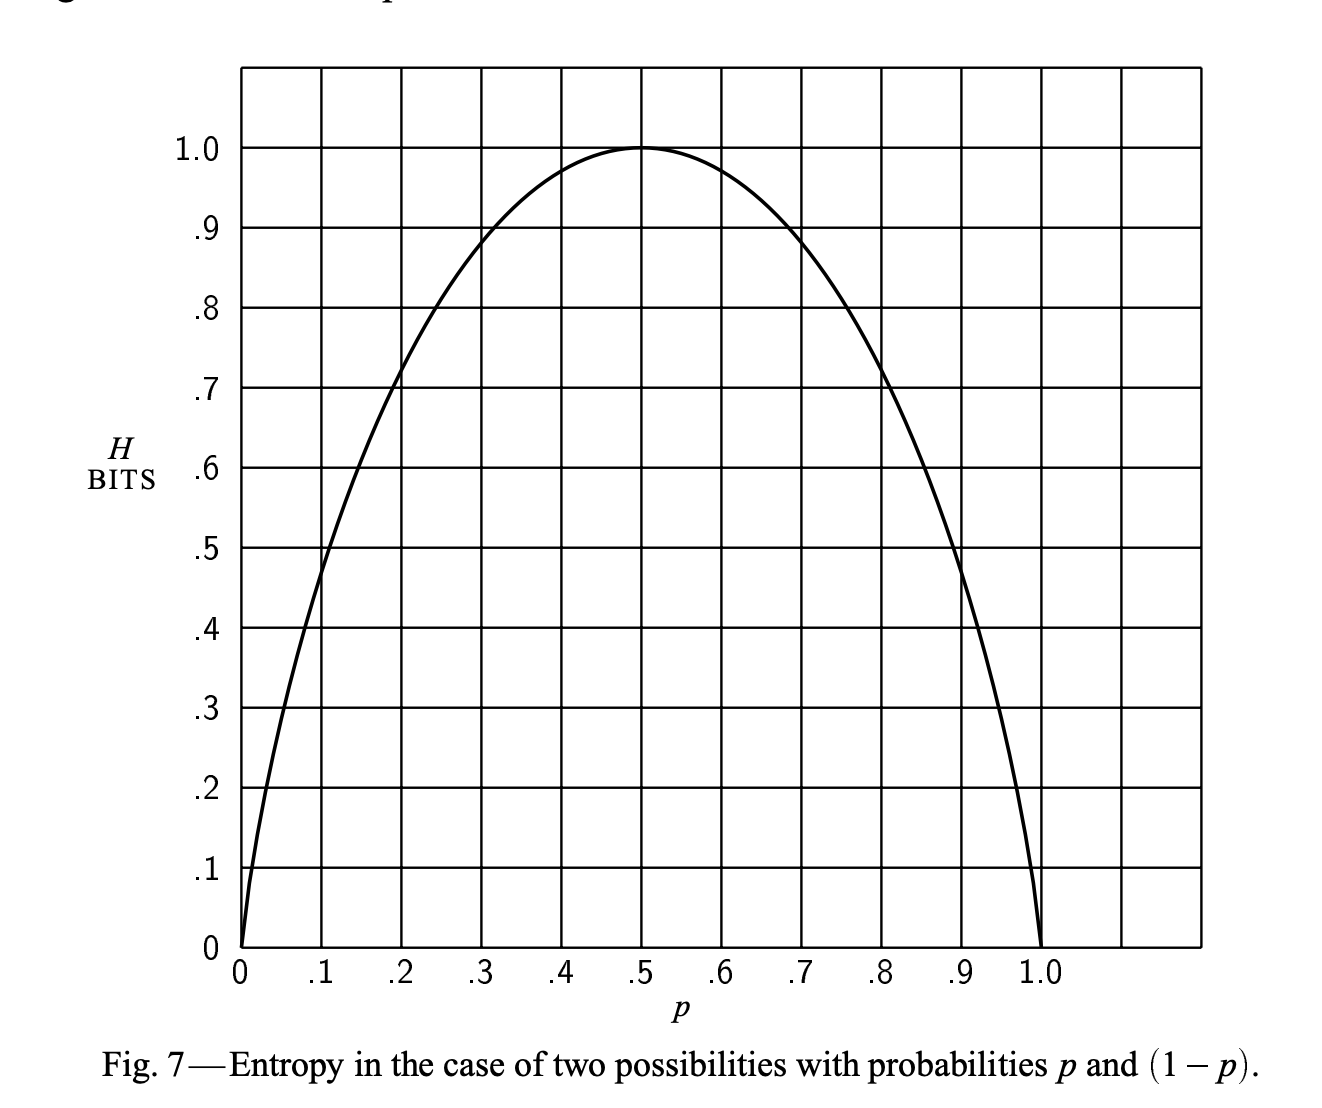 1.0
.9
.8
.7
H
BITS
.6
.5
.4
.3
.2
.1
0
0 .1 .2 .3 .4 .5 .6 .7 .8 .9 1.0
p
Fig. 7—Entropy in the case of two possibilities with probabilities p and (1 − p).